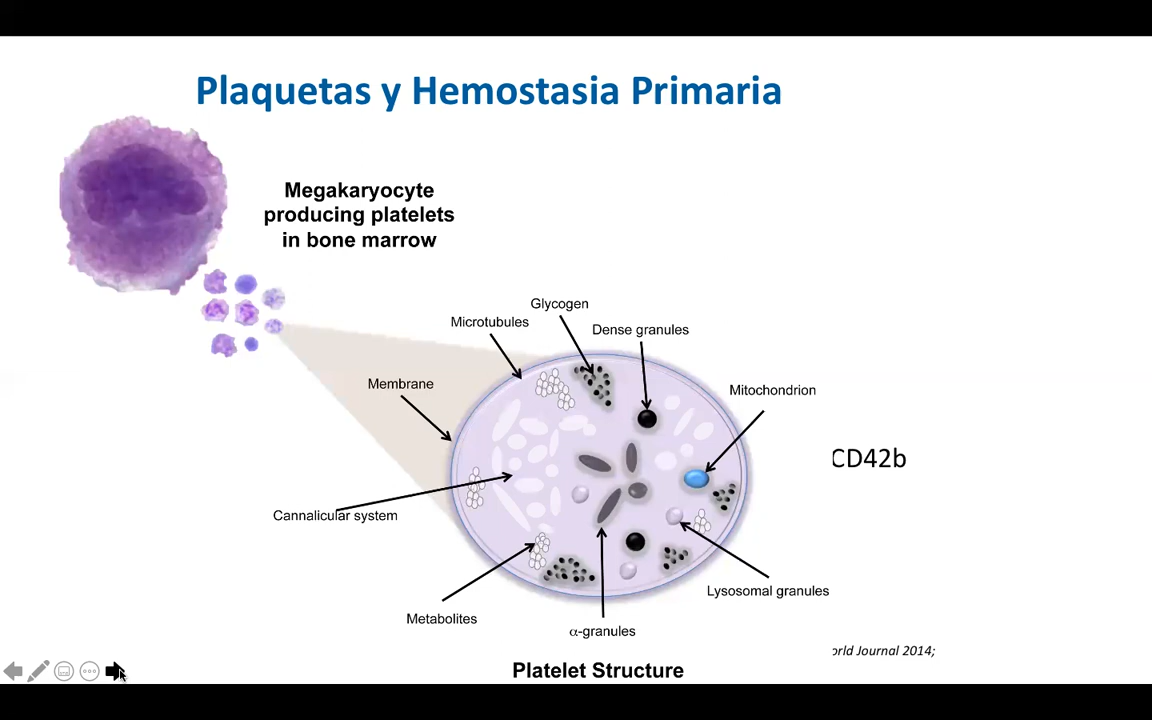 Plaquetas y Hemostasia Primaria
Megakaryocyte
producing platelets
in bone marrow
Glycogen
Microtubules
Dense granules
Membrane
Mitochondrion
CD42b
Cannalicular system
Lysosomal granules
Metabolites
α-granules
orld Journal 2014;
Platelet Structure